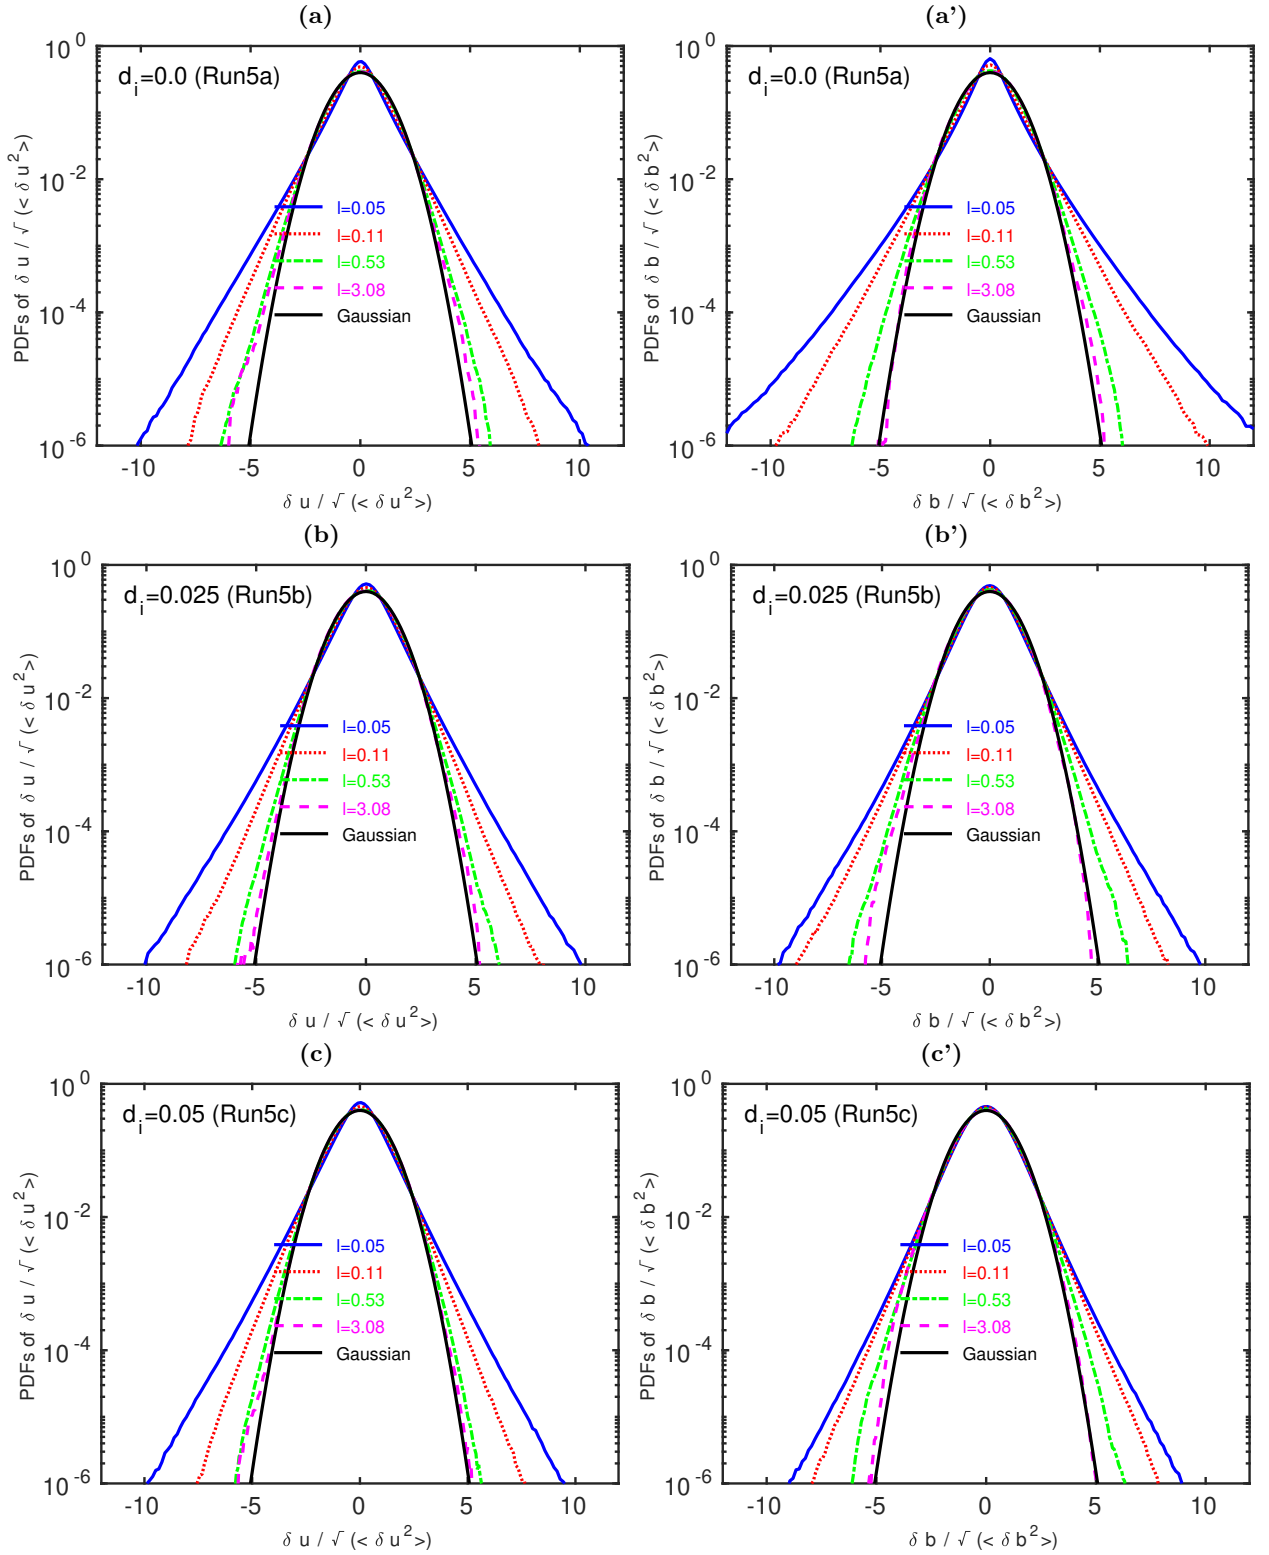 (a)
10^0
10^-2
10^-4
10^-6
PDFs of δ u / √ (< δ u^2>)
d_i=0.0 (Run5a)
l=0.05
l=0.11
l=0.53
l=3.08
Gaussian
-10 -5 0 5 10
δ u / √ (< δ u^2>)
(a’)
10^0
10^-2
10^-4
10^-6
PDFs of δ b / √ (< δ b^2>)
d_i=0.0 (Run5a)
l=0.05
l=0.11
l=0.53
l=3.08
Gaussian
-10 -5 0 5 10
δ b / √ (< δ b^2>)
(b)
10^0
10^-2
10^-4
10^-6
PDFs of δ u / √ (< δ u^2>)
d_i=0.025 (Run5b)
l=0.05
l=0.11
l=0.53
l=3.08
Gaussian
-10 -5 0 5 10
δ u / √ (< δ u^2>)
(b’)
10^0
10^-2
10^-4
10^-6
PDFs of δ b / √ (< δ b^2>)
d_i=0.025 (Run5b)
l=0.05
l=0.11
l=0.53
l=3.08
Gaussian
-10 -5 0 5 10
δ b / √ (< δ b^2>)
(c)
10^0
10^-2
10^-4
10^-6
PDFs of δ u / √ (< δ u^2>)
d_i=0.05 (Run5c)
l=0.05
l=0.11
l=0.53
l=3.08
Gaussian
-10 -5 0 5 10
δ u / √ (< δ u^2>)
(c’)
10^0
10^-2
10^-4
10^-6
PDFs of δ b / √ (< δ b^2>)
d_i=0.05 (Run5c)
l=0.05
l=0.11
l=0.53
l=3.08
Gaussian
-10 -5 0 5 10
δ b / √ (< δ b^2>)